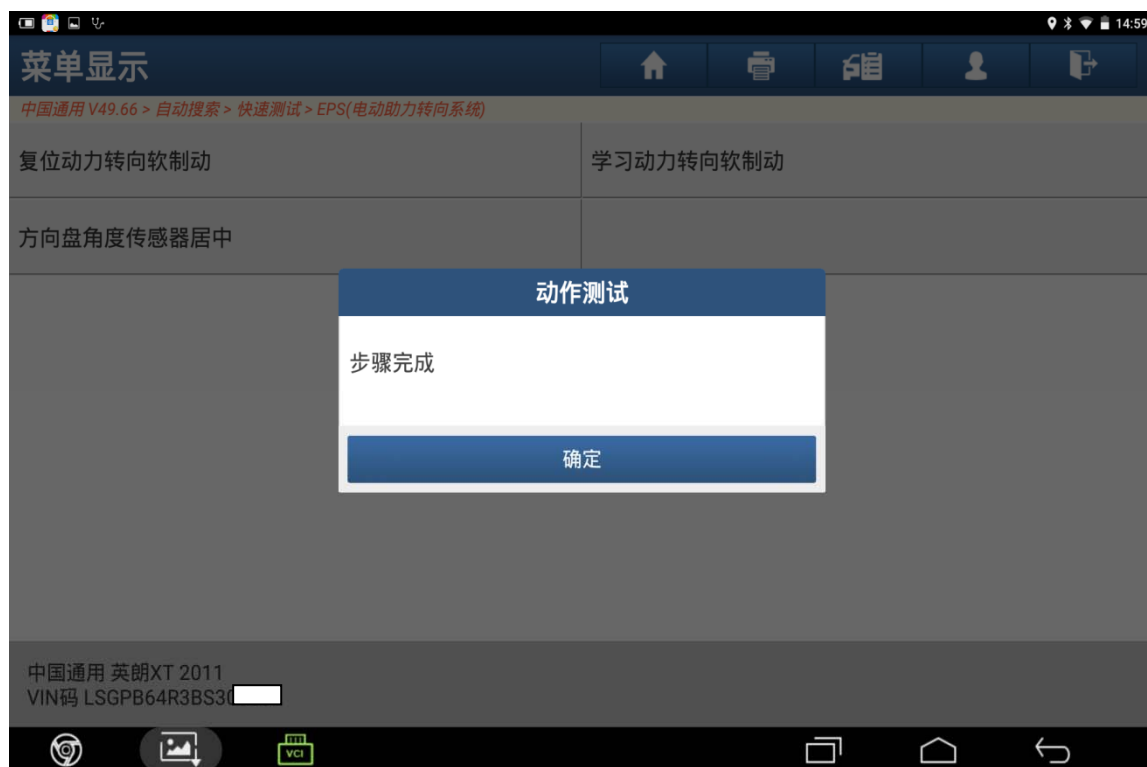 14:59
菜单显示
中国通用 V49.66 > 自动搜索 > 快速测试 > EPS(电动助力转向系统)
复位动力转向软制动
学习动力转向软制动
方向盘角度传感器居中
动作测试
步骤完成
确定
中国通用 英朗XT 2011
VIN码 LSGPB64R3BS30
VCI